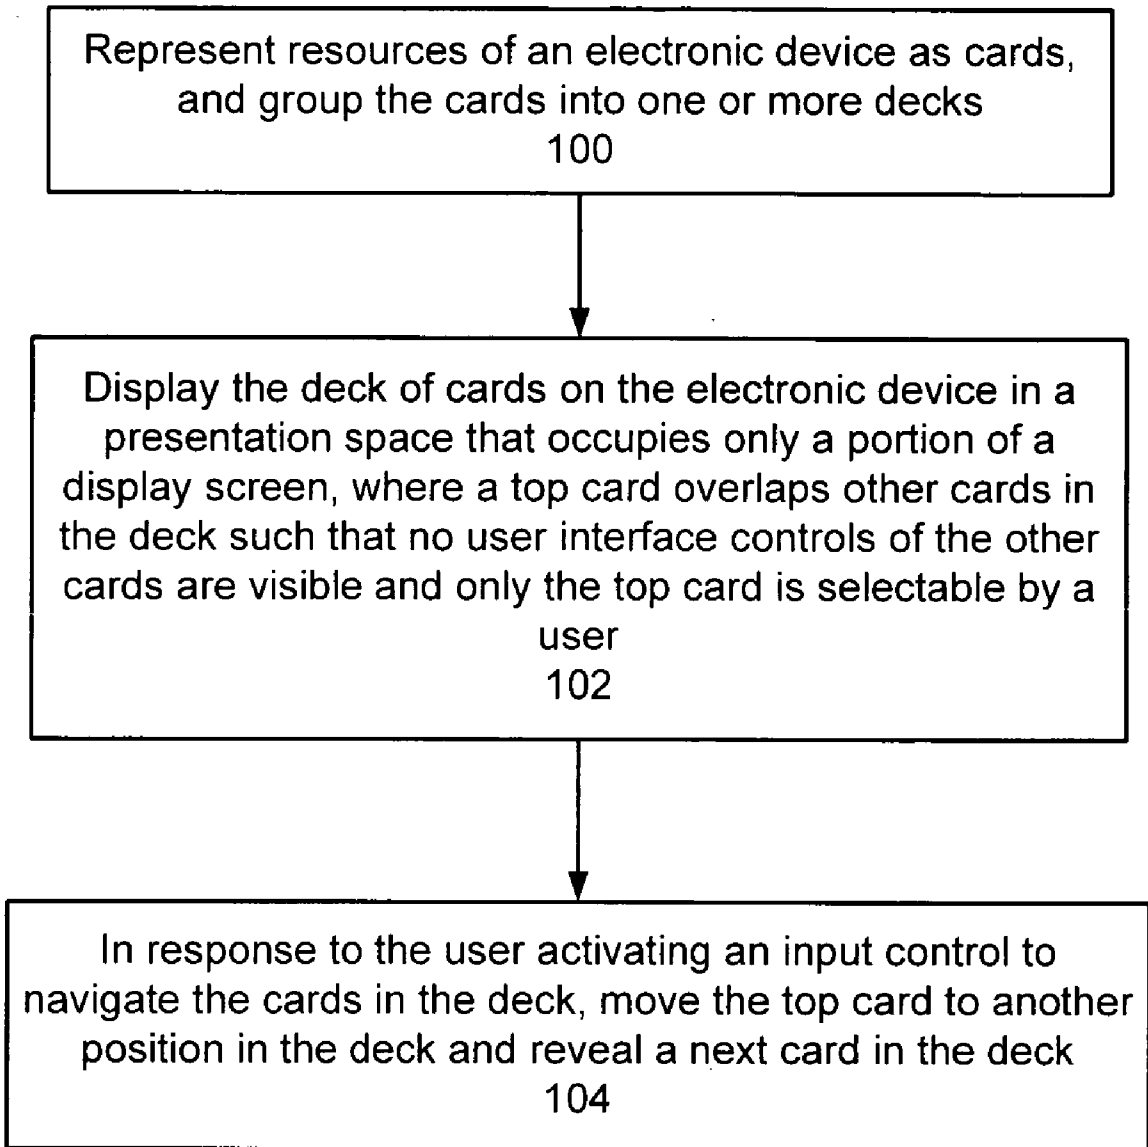 Represent resources of an electronic device as cards,
and group the cards into one or more decks
100
Display the deck of cards on the electronic device in a
presentation space that occupies only a portion of a
display screen, where a top card overlaps other cards in
the deck such that no user interface controls of the other
cards are visible and only the top card is selectable by a
user
102
In response to the user activating an input control to
navigate the cards in the deck, move the top card to another
position in the deck and reveal a next card in the deck
104